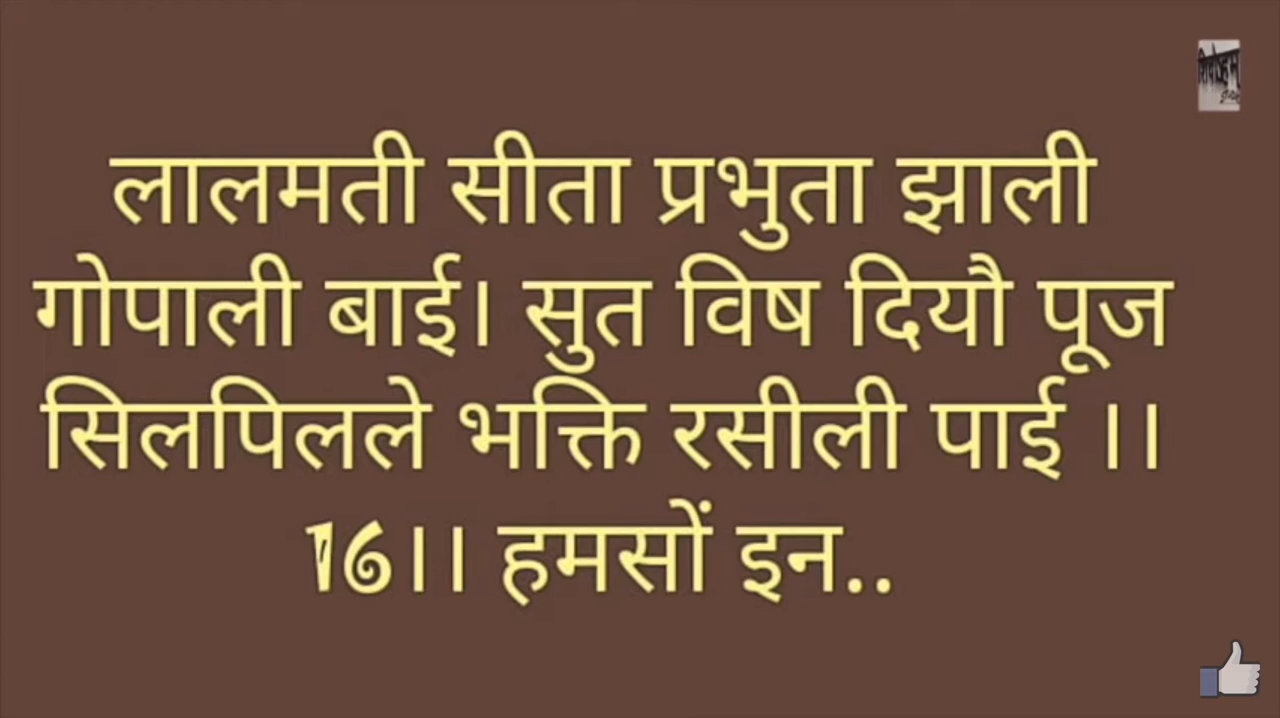 लालमती सीता प्रभुता झाली
गोपाली बाई। सुत विष दियौ पूज
सिलपिलले भक्ति रसीली पाई ।।
16।। हमसों इन..